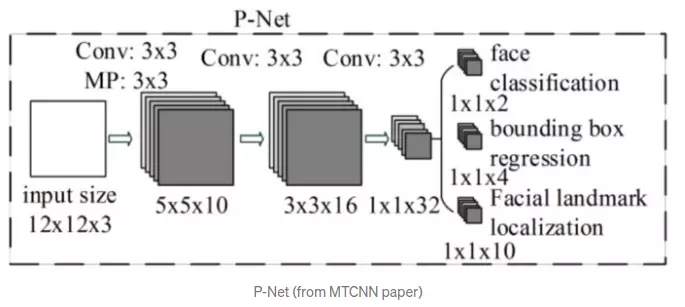 P-Net
Conv: 3x3
MP: 3x3
Conv: 3x3
Conv: 3x3
face
classification
1x1x2
bounding box
regression
1x1x4
Facial landmark
localization
1x1x10
input size
12x12x3
5x5x10
3x3x16
1x1x32
P-Net (from MTCNN paper)